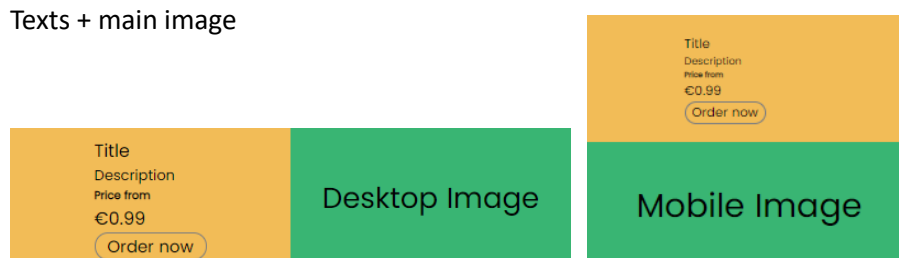 Texts + main image
Title
Description
Price from
€0.99
Order now
Desktop Image
Title
Description
Price from
€0.99
Order now
Mobile Image